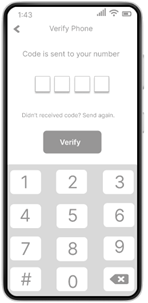 1:43
Verify Phone
Code is sent to your number
Didn't received code? Send again.
Verify
1 2 3
4 5 6
7 8 9
# 0